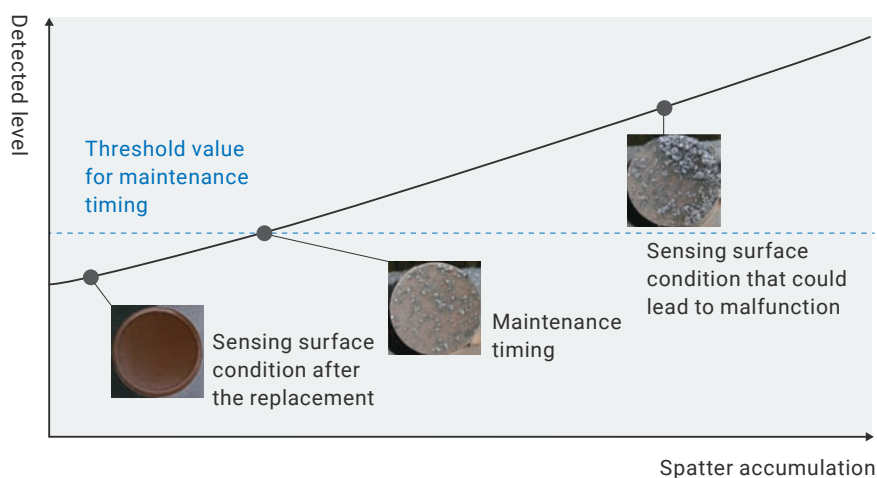 Detected level
Threshold value
for maintenance
timing
Sensing surface
condition after
the replacement
Maintenance
timing
Sensing surface
condition that could
lead to malfunction
Spatter accumulation